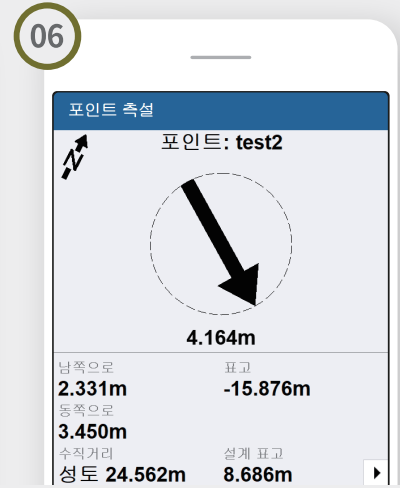 06
포인트 측설
N
포인트: test2
4.164m
남쪽으로 표고
2.331m -15.876m
동쪽으로
3.450m
수직거리 설계 표고
성토 24.562m 8.686m